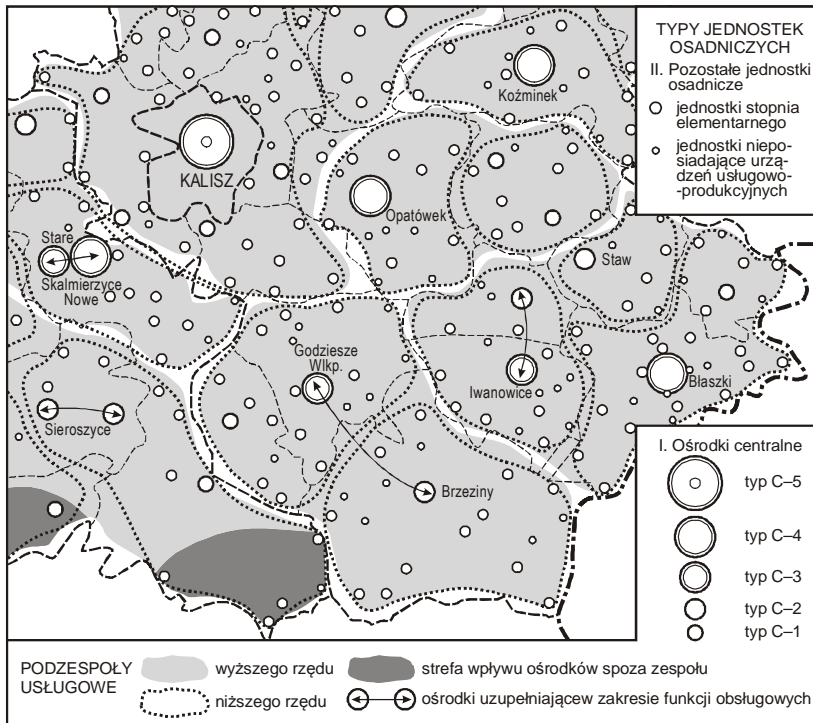 TYPY JEDNOSTEK
OSADNICZYCH
II. Pozostałe jednostki
osadnicze
jednostki stopnia
elementarnego
jednostki niepo-
siadające urzą-
dzeń usługowo-
-produkcyjnych
Koźminek
KALISZ
Opatówek
Stare
Skalmierzyce
Nowe
Staw
Godziesze
Wlkp.
Iwanowice
Błaszki
Sieroszyce
Brzeziny
I. Ośrodki centralne
typ C–5
typ C–4
typ C–3
typ C–2
typ C–1
PODZESPOŁY
USŁUGOWE
wyższego rzędu
strefa wpływu ośrodków spoza zespołu
niższego rzędu
ośrodki uzupełniającew zakresie funkcji obsługowych